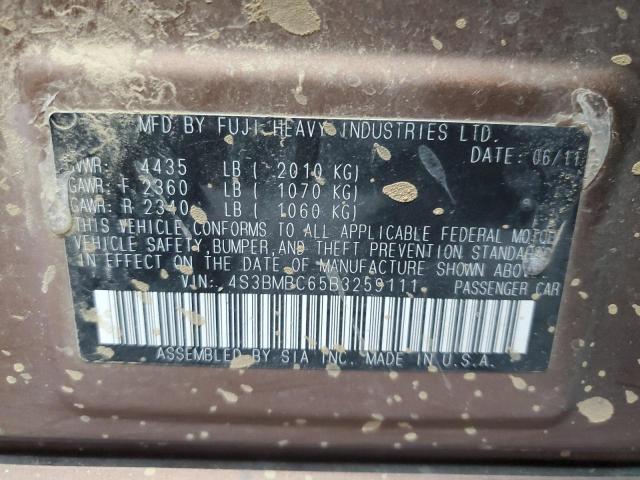 MFD BY FUJI HEAVY INDUSTRIES LTD.
DATE: 06/11
GVWR: 4435 LB ( 2010 KG)
GAWR: F 2360 LB ( 1070 KG)
GAWR: R 2340 LB ( 1060 KG)
THIS VEHICLE CONFORMS TO ALL APPLICABLE FEDERAL MOTOR
VEHICLE SAFETY, BUMPER, AND THEFT PREVENTION STANDARDS
IN EFFECT ON THE DATE OF MANUFACTURE SHOWN ABOVE
VIN: 4S3BMBC65B3259111 PASSENGER CAR
ASSEMBLED BY SIA INC. MADE IN U.S.A.